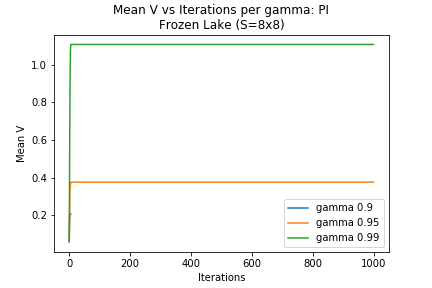 Mean V vs Iterations per gamma: PI
Frozen Lake (S=8x8)
1.0
0.8
0.6
0.4
0.2
Mean V
0
200
400
600
800
1000
Iterations
gamma 0.9
gamma 0.95
gamma 0.99